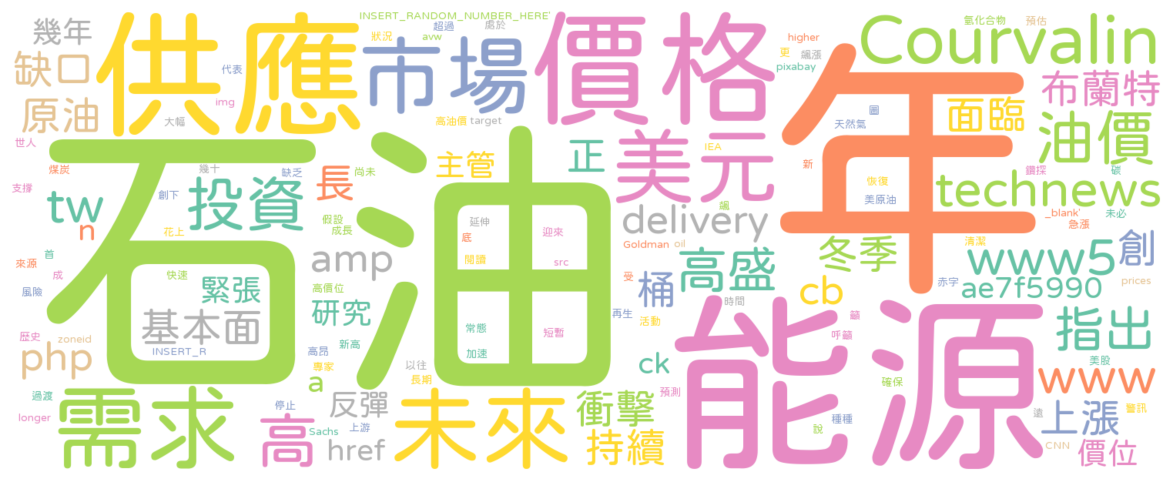 INSERT_RANDOM_NUMBER_HERE'
幾年
供應
市場
價格
Courvalin
缺口
原油
代表
img
大幅
狀況
超過
avw
處於
高油價
target
higher
更
飆漲
pixabay
氫化合物
預估
布蘭特
面臨
油價
圖
天然氣
年
世人
煤炭
支撐
幾十
缺乏
尚未
創下
主管
正
美元
IEA
新
恢復
美原油
鑽探
碳
technews
石油
投資
長
假設
成長
花上
tw
n
延伸
底
閱讀
迎來
src
delivery
飆
Goldman
oil
_blank'
未必
急漲
清潔
冬季
創
來源
首
成
風險
快速
amp
高價位
緊張
基本面
研究
受
桶
高盛
時間
cb
www5
ae7f5990
赤字
prices
歷史
zoneid
php
INSERT_R
高昂
新高
專家
a
常態
加速
短暫
以往
長期
再生
活動
ck
預測
能源
籲
呼籲
指出
美股
www
確保
過渡
longer
需求
停止
高
Sachs
上游
反彈
href
未來
衝擊
持續
種種
說
遠
CNN
上漲
警訊
價位